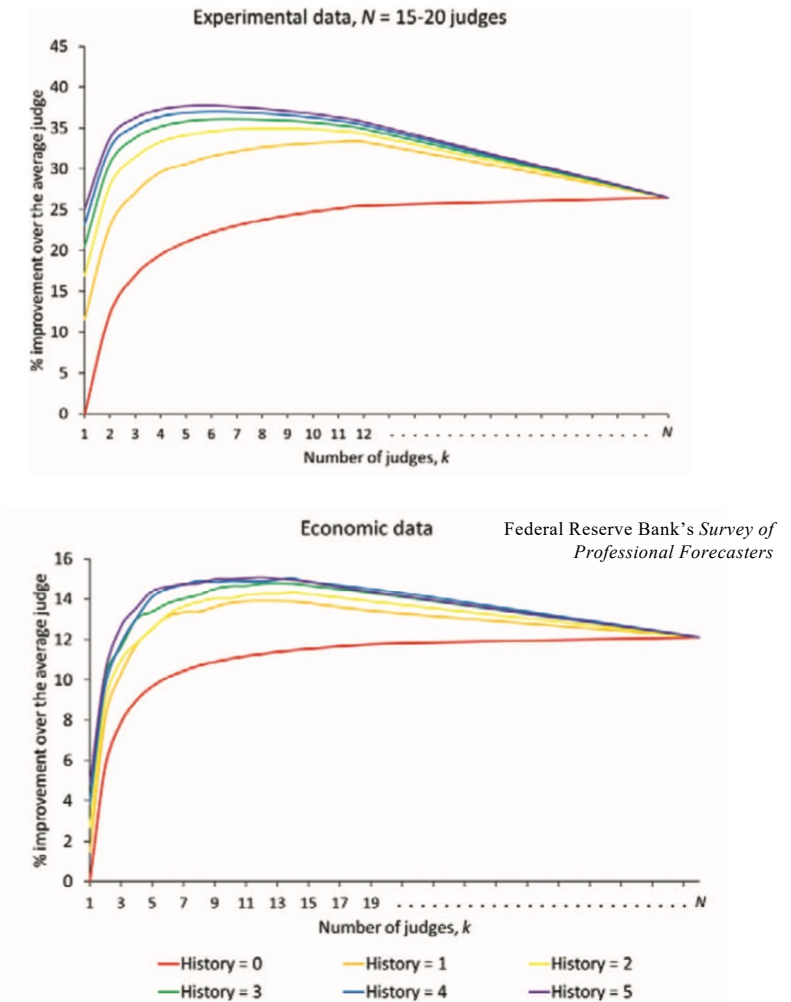 Experimental data, N = 15-20 judges
% improvement over the average judge
45
40
35
30
25
20
15
10
5
0
1 2 3 4 5 6 7 8 9 10 11 12 . . . . . . . . . . . . . . . . . . . . . . . . . N
Number of judges, k
Economic data
Federal Reserve Bank's Survey of
Professional Forecasters
% improvement over the average judge
16
14
12
10
8
6
4
2
0
1 3 5 7 9 11 13 15 17 19 . . . . . . . . . . . . . . . . . . . . . . . . . . . . . . N
Number of judges, k
History = 0 History = 1 History = 2
History = 3 History = 4 History = 5